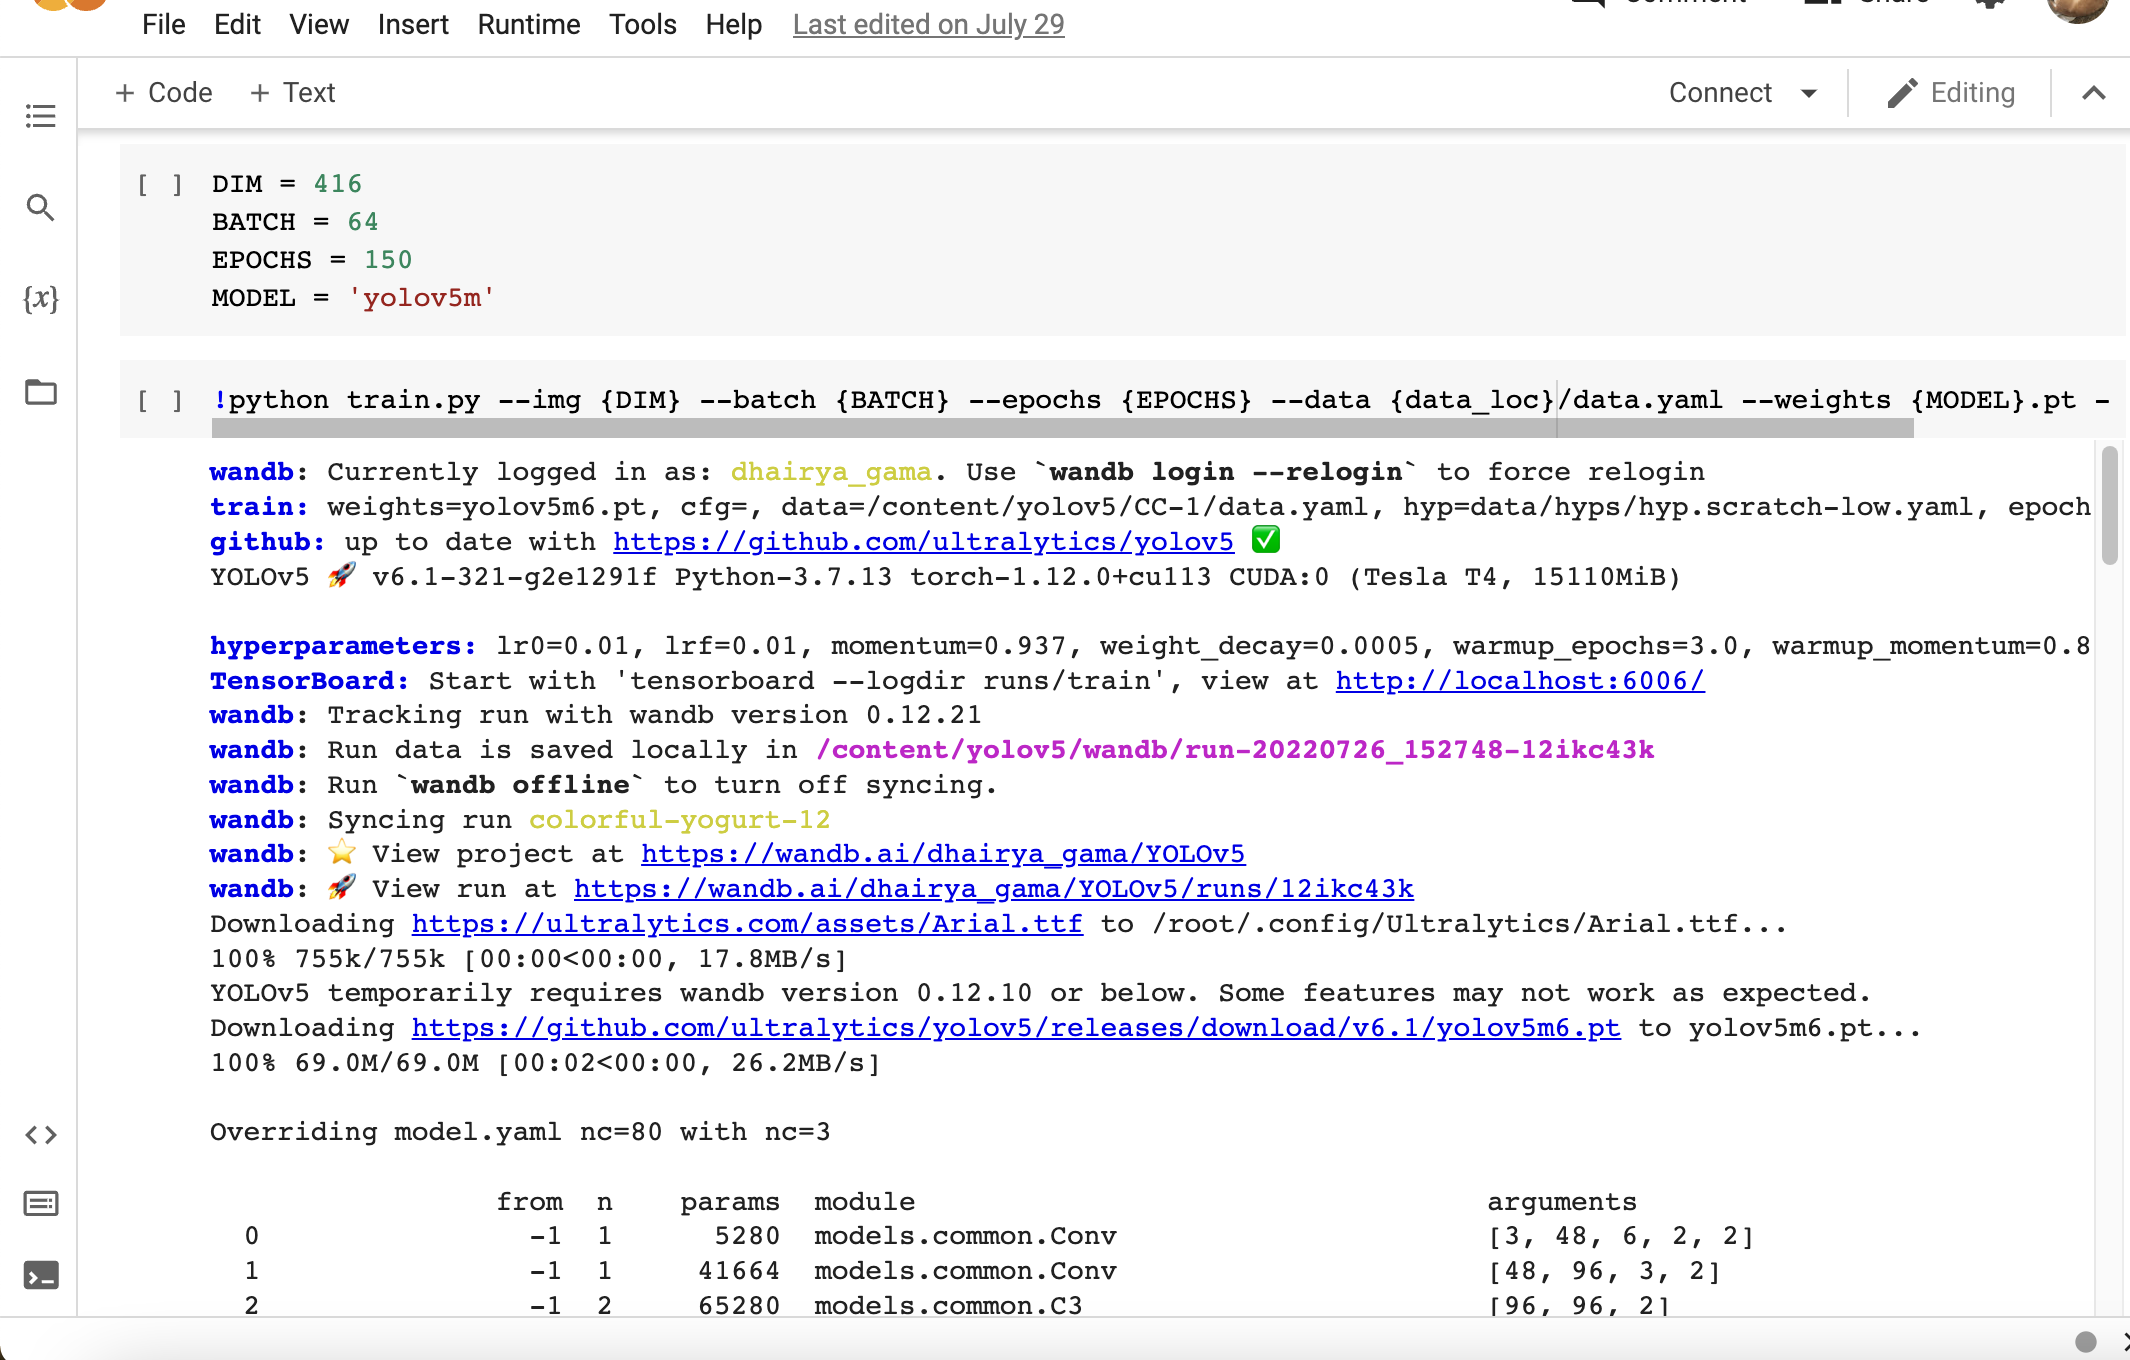 File Edit View Insert Runtime Tools Help Last edited on July 29
+ Code + Text Connect Editing
[ ] DIM = 416
BATCH = 64
EPOCHS = 150
MODEL = 'yolov5m'
[ ] !python train.py --img {DIM} --batch {BATCH} --epochs {EPOCHS} --data {data_loc}/data.yaml --weights {MODEL}.pt -
wandb: Currently logged in as: dhairya_gama. Use `wandb login --relogin` to force relogin
train: weights=yolov5m6.pt, cfg=, data=/content/yolov5/CC-1/data.yaml, hyp=data/hyps/hyp.scratch-low.yaml, epoch
github: up to date with https://github.com/ultralytics/yolov5 ✅
YOLOv5 🚀 v6.1-321-g2e1291f Python-3.7.13 torch-1.12.0+cu113 CUDA:0 (Tesla T4, 15110MiB)
hyperparameters: lr0=0.01, lrf=0.01, momentum=0.937, weight_decay=0.0005, warmup_epochs=3.0, warmup_momentum=0.8
TensorBoard: Start with 'tensorboard --logdir runs/train', view at http://localhost:6006/
wandb: Tracking run with wandb version 0.12.21
wandb: Run data is saved locally in /content/yolov5/wandb/run-20220726_152748-12ikc43k
wandb: Run `wandb offline` to turn off syncing.
wandb: Syncing run colorful-yogurt-12
wandb: ⭐ View project at https://wandb.ai/dhairya_gama/YOLOv5
wandb: 🚀 View run at https://wandb.ai/dhairya_gama/YOLOv5/runs/12ikc43k
Downloading https://ultralytics.com/assets/Arial.ttf to /root/.config/Ultralytics/Arial.ttf...
100% 755k/755k [00:00<00:00, 17.8MB/s]
YOLOv5 temporarily requires wandb version 0.12.10 or below. Some features may not work as expected.
Downloading https://github.com/ultralytics/yolov5/releases/download/v6.1/yolov5m6.pt to yolov5m6.pt...
100% 69.0M/69.0M [00:02<00:00, 26.2MB/s]
Overriding model.yaml nc=80 with nc=3
from n params module arguments
0 -1 1 5280 models.common.Conv [3, 48, 6, 2, 2]
1 -1 1 41664 models.common.Conv [48, 96, 3, 2]
2 -1 2 65280 models.common.C3 [96, 96, 2]